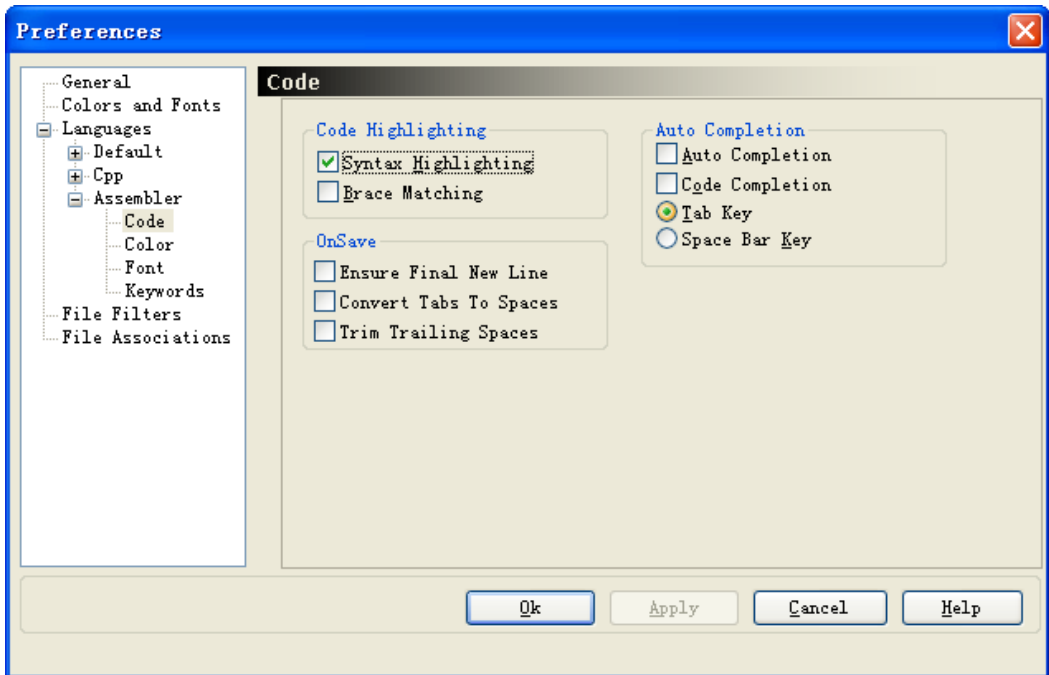 Preferences
General
Colors and Fonts
Languages
Default
Cpp
Assembler
Code
Color
Font
Keywords
File Filters
File Associations
Code
Code Highlighting
Syntax Highlighting
Brace Matching
OnSave
Ensure Final New Line
Convert Tabs To Spaces
Trim Trailing Spaces
Auto Completion
Auto Completion
Code Completion
Tab Key
Space Bar Key
Ok
Apply
Cancel
Help